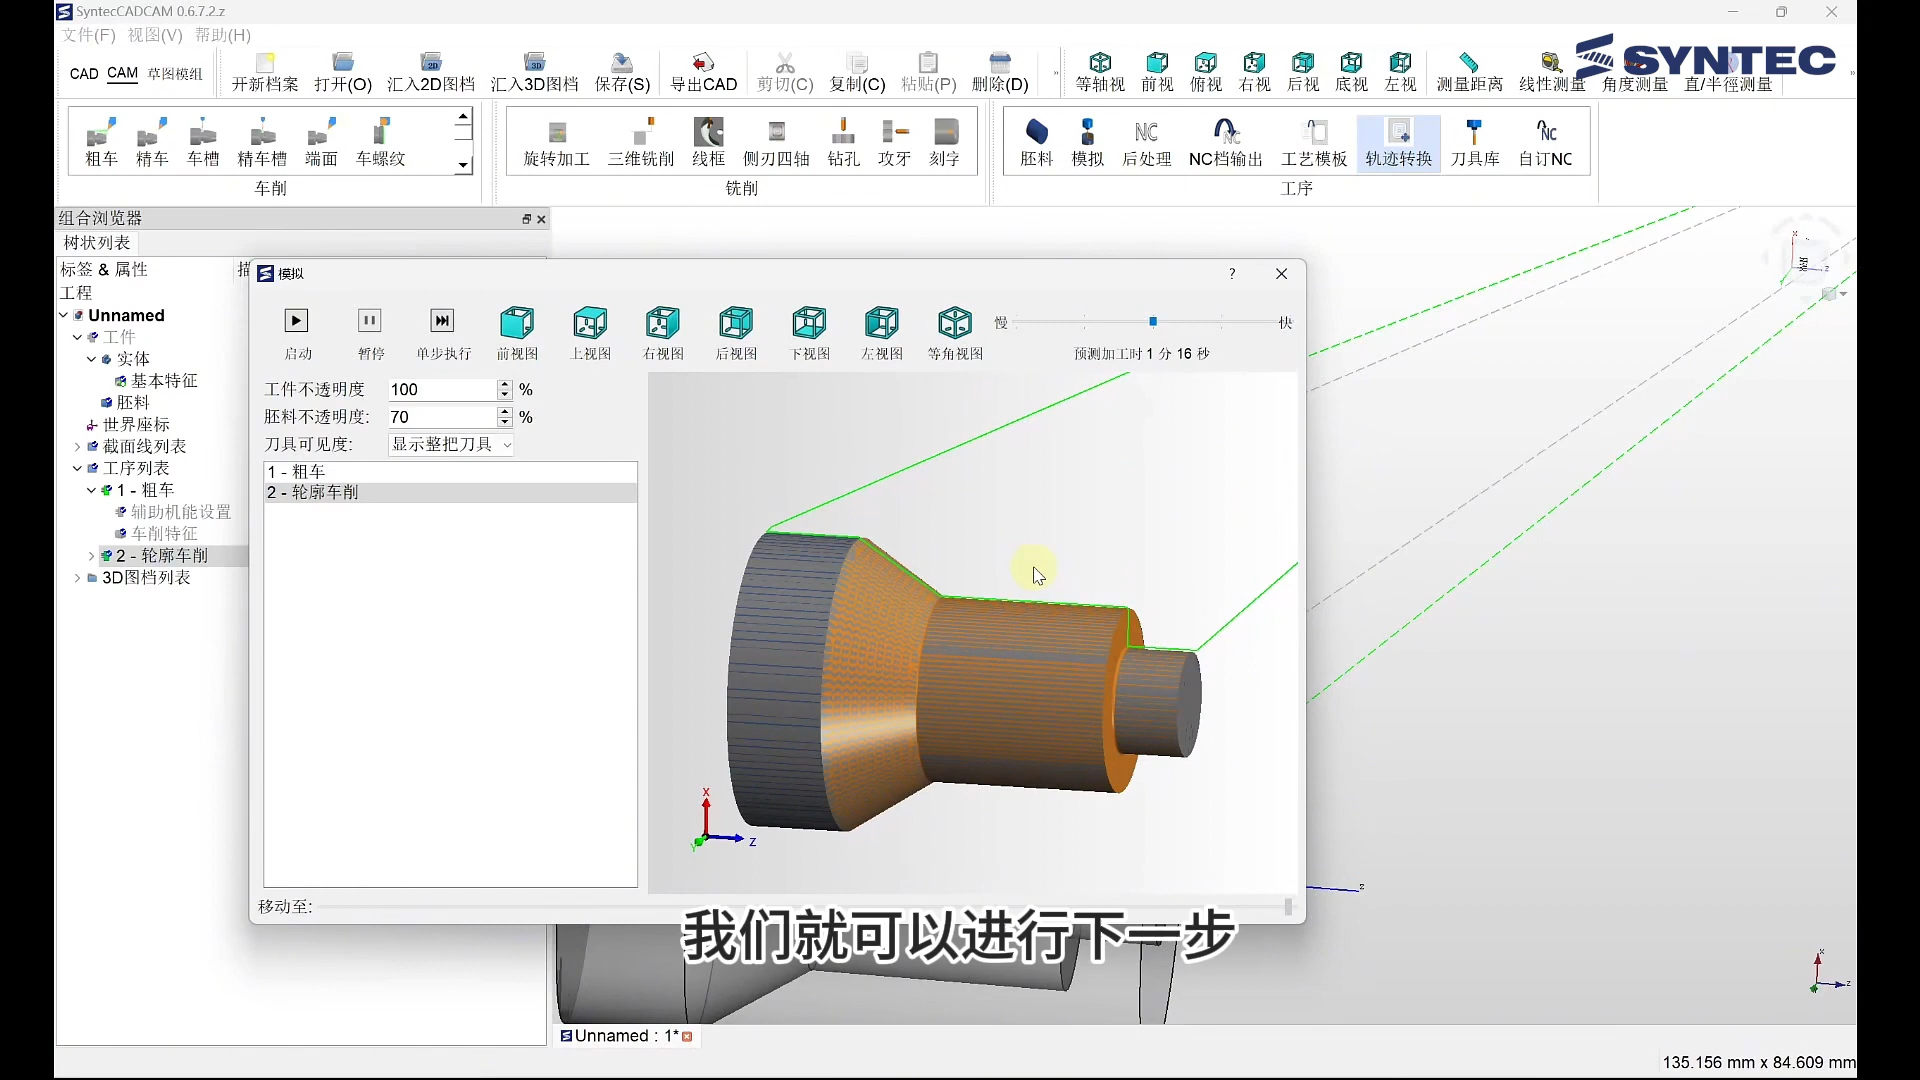 SyntecCADCAM 0.6.7.2.z
文件(F) 视图(V) 帮助(H)
CAD CAM 草图模组
开新档案 打开(O) 汇入2D图档 汇入3D图档 保存(S) 导出CAD 剪切(C) 复制(C) 粘贴(P) 删除(D) »
等轴视 前视 俯视 右视 后视 底视 左视 测量距离 线性测量 角度测量 直/半徑测量 »
SYNTEC
粗车 精车 车槽 精车槽 端面 车螺纹
车削
旋转加工 三维铣削 线框 侧刃四轴 钻孔 攻牙 刻字
铣削
胚料 模拟 后处理 NC档输出 工艺模板 轨迹转换 刀具库 自订NC
工序
组合浏览器
树状列表
标签 & 属性 描
工程
Unnamed
工件
实体
基本特征
胚料
世界座标
截面线列表
工序列表
1 - 粗车
辅助机能设置
车削特征
2 - 轮廓车削
3D图档列表
模拟 ?
启动 暂停 单步执行 前视图 上视图 右视图 后视图 下视图 左视图 等角视图
慢 快
预测加工时 1 分 16 秒
工件不透明度 100 %
胚料不透明度: 70 %
刀具可见度: 显示整把刀具
1 - 粗车
2 - 轮廓车削
X
Y
Z
移动至:
我们就可以进行下一步
Unnamed : 1*
135.156 mm x 84.609 mm